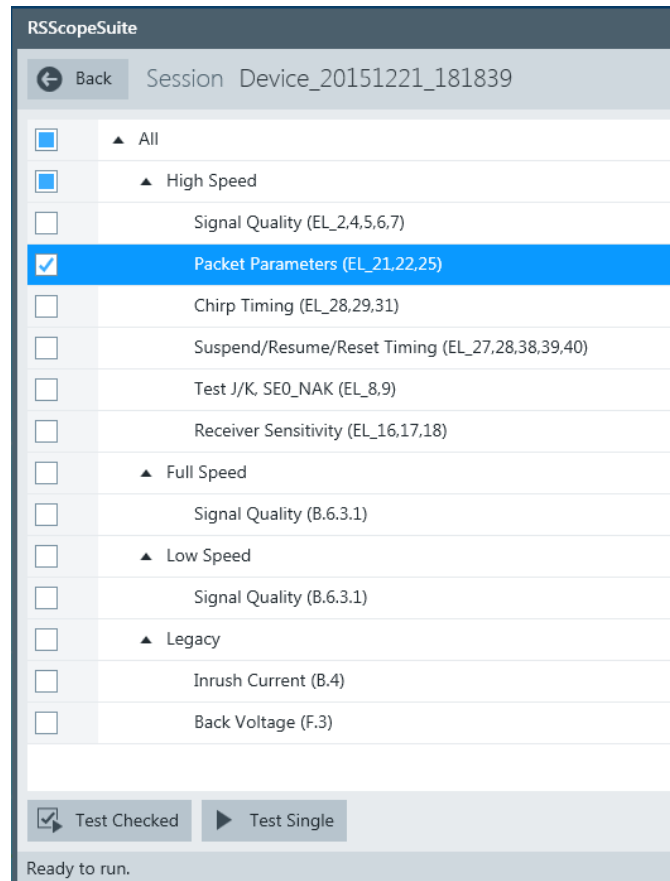 RSScopeSuite
Back Session Device_20151221_181839
All
High Speed
Signal Quality (EL_2,4,5,6,7)
Packet Parameters (EL_21,22,25)
Chirp Timing (EL_28,29,31)
Suspend/Resume/Reset Timing (EL_27,28,38,39,40)
Test J/K, SE0_NAK (EL_8,9)
Receiver Sensitivity (EL_16,17,18)
Full Speed
Signal Quality (B.6.3.1)
Low Speed
Signal Quality (B.6.3.1)
Legacy
Inrush Current (B.4)
Back Voltage (F.3)
Test Checked Test Single
Ready to run.